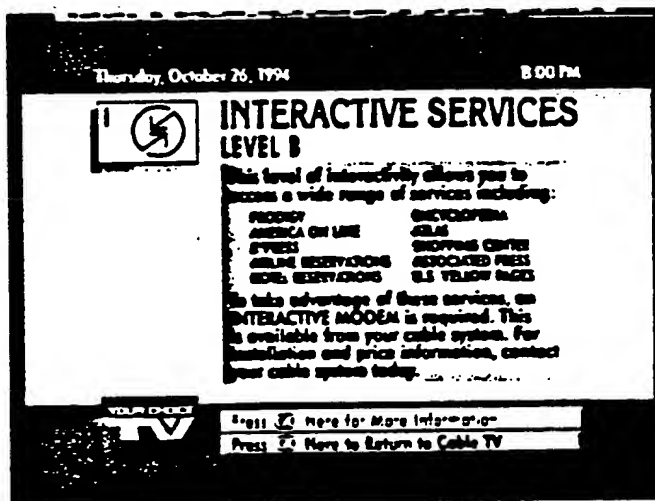 Thursday, October 26, 1994 8:00 PM
INTERACTIVE SERVICES
LEVEL B
This level of interactivity allows you to
access a wide range of services including:
PRODIGY ENCYCLOPEDIA
AMERICA ON LINE ATLAS
X*PRESS SHOPPING CENTER
AIRLINE RESERVATIONS ASSOCIATED PRESS
HOTEL RESERVATIONS U.S YELLOW PAGES
To take advantage of these services, an
INTERACTIVE MODEM is required. This
is available from your cable system. For
installation and price information, contact
your cable system today.
YOUR CHOICE
TV
Press Here for More Information
Press Here to Return to Cable TV